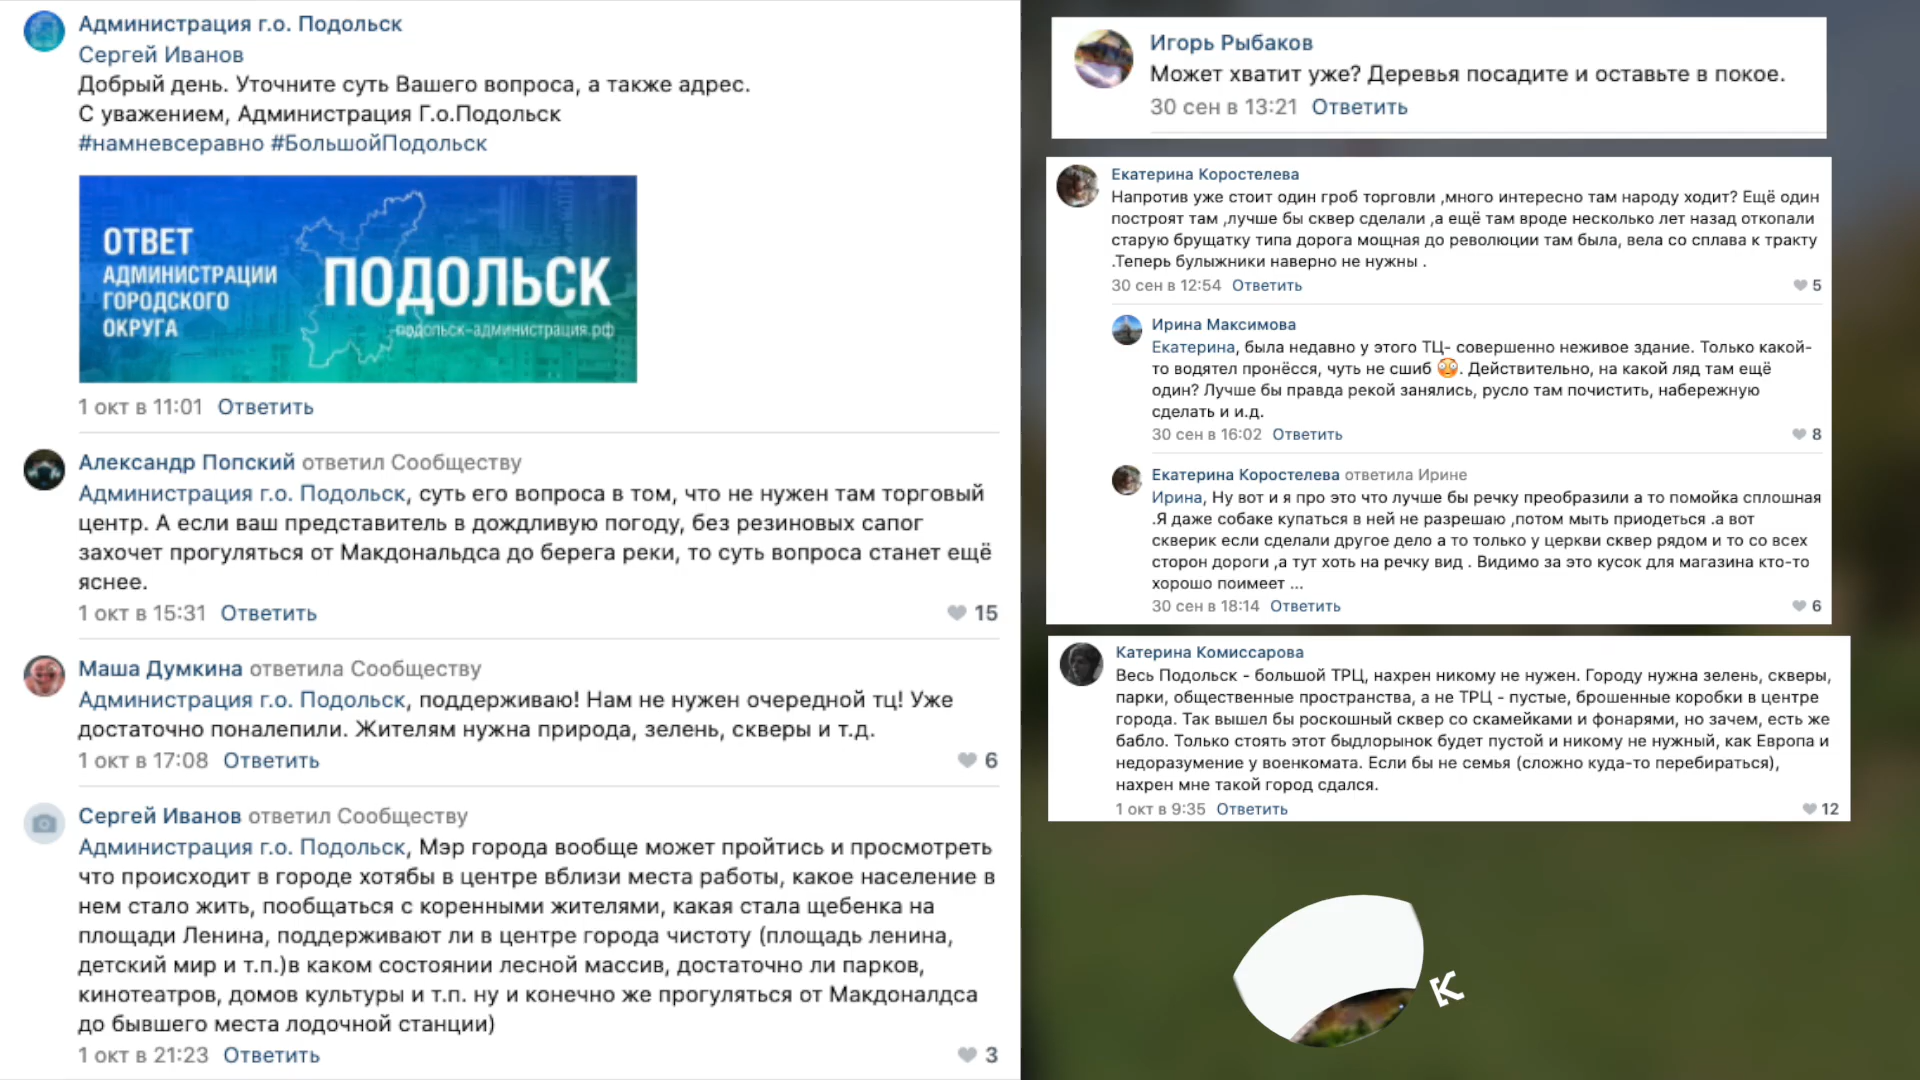 Администрация г.о. Подольск
Сергей Иванов
Добрый день. Уточните суть Вашего вопроса, а также адрес.
С уважением, Администрация Г.о.Подольск
#намневсеравно #БольшойПодольск
ОТВЕТ
АДМИНИСТРАЦИИ
ГОРОДСКОГО
ОКРУГА
ПОДОЛЬСК
подольск-администрация.рф
1 окт в 11:01 Ответить
Александр Попский ответил Сообществу
Администрация г.о. Подольск, суть его вопроса в том, что не нужен там торговый
центр. А если ваш представитель в дождливую погоду, без резиновых сапог
захочет прогуляться от Макдональдса до берега реки, то суть вопроса станет ещё
яснее.
1 окт в 15:31 Ответить 15
Маша Думкина ответила Сообществу
Администрация г.о. Подольск, поддерживаю! Нам не нужен очередной тц! Уже
достаточно поналепили. Жителям нужна природа, зелень, скверы и т.д.
1 окт в 17:08 Ответить 6
Сергей Иванов ответил Сообществу
Администрация г.о. Подольск, Мэр города вообще может пройтись и просмотреть
что происходит в городе хотябы в центре вблизи места работы, какое население в
нем стало жить, пообщаться с коренными жителями, какая стала щебенка на
площади Ленина, поддерживают ли в центре города чистоту (площадь ленина,
детский мир и т.п.)в каком состоянии лесной массив, достаточно ли парков,
кинотеатров, домов культуры и т.п. ну и конечно же прогуляться от Макдоналдса
до бывшего места лодочной станции)
1 окт в 21:23 Ответить 3
Игорь Рыбаков
Может хватит уже? Деревья посадите и оставьте в покое.
30 сен в 13:21 Ответить
Екатерина Коростелева
Напротив уже стоит один гроб торговли ,много интересно там народу ходит? Ещё один
построят там ,лучше бы сквер сделали ,а ещё там вроде несколько лет назад откопали
старую брущатку типа дорога мощная до революции там была, вела со сплава к тракту
.Теперь булыжники наверно не нужны .
30 сен в 12:54 Ответить 5
Ирина Максимова
Екатерина, была недавно у этого ТЦ- совершенно неживое здание. Только какой-
то водятел пронёсся, чуть не сшиб 😳. Действительно, на какой ляд там ещё
один? Лучше бы правда рекой занялись, русло там почистить, набережную
сделать и и.д.
30 сен в 16:02 Ответить 8
Екатерина Коростелева ответила Ирине
Ирина, Ну вот и я про это что лучше бы речку преобразили а то помойка сплошная
.Я даже собаке купаться в ней не разрешаю ,потом мыть приодеться .а вот
скверик если сделали другое дело а то только у церкви сквер рядом и то со всех
сторон дороги ,а тут хоть на речку вид . Видимо за это кусок для магазина кто-то
хорошо поимеет ...
30 сен в 18:14 Ответить 6
Катерина Комиссарова
Весь Подольск - большой ТРЦ, нахрен никому не нужен. Городу нужна зелень, скверы,
парки, общественные пространства, а не ТРЦ - пустые, брошенные коробки в центре
города. Так вышел бы роскошный сквер со скамейками и фонарями, но зачем, есть же
бабло. Только стоять этот быдлорынок будет пустой и никому не нужный, как Европа и
недоразумение у военкомата. Если бы не семья (сложно куда-то перебираться),
нахрен мне такой город сдался.
1 окт в 9:35 Ответить 12
К